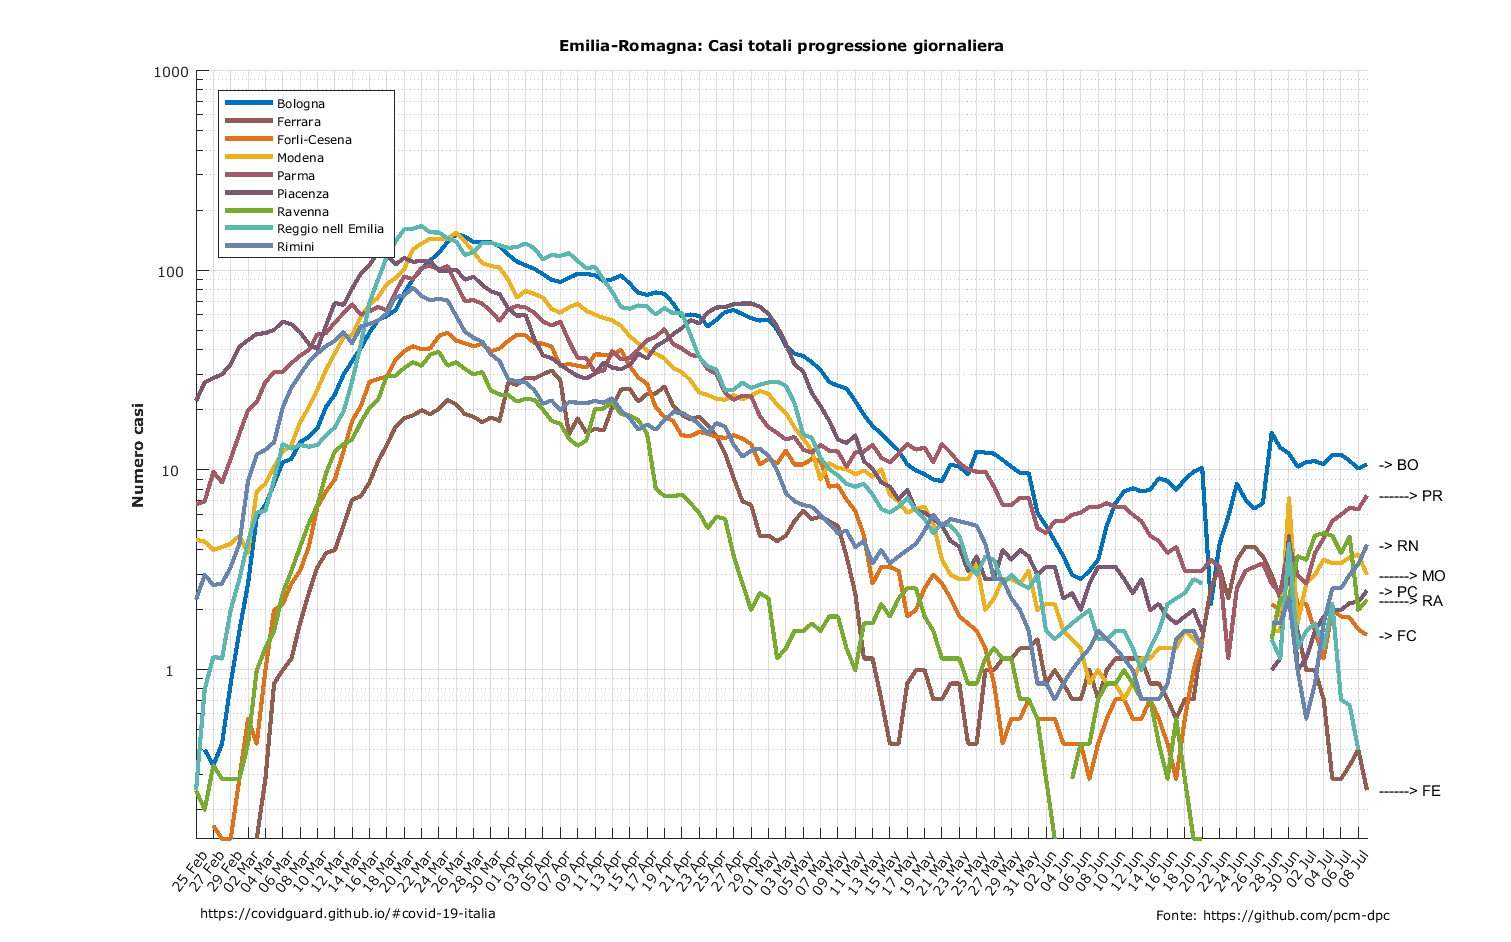 Emilia-Romagna: Casi totali progressione giornaliera
1000
100
10
1
Numero casi
Bologna
Ferrara
Forli-Cesena
Modena
Parma
Piacenza
Ravenna
Reggio nell Emilia
Rimini
-> BO
------> PR
-> RN
------> MO
-> PC
------> RA
-> FC
------> FE
25 Feb
27 Feb
29 Feb
02 Mar
04 Mar
06 Mar
08 Mar
10 Mar
12 Mar
14 Mar
16 Mar
18 Mar
20 Mar
22 Mar
24 Mar
26 Mar
28 Mar
30 Mar
01 Apr
03 Apr
05 Apr
07 Apr
09 Apr
11 Apr
13 Apr
15 Apr
17 Apr
19 Apr
21 Apr
23 Apr
25 Apr
27 Apr
29 Apr
01 May
03 May
05 May
07 May
09 May
11 May
13 May
15 May
17 May
19 May
21 May
23 May
25 May
27 May
29 May
31 May
02 Jun
04 Jun
06 Jun
08 Jun
10 Jun
12 Jun
14 Jun
16 Jun
18 Jun
20 Jun
22 Jun
24 Jun
26 Jun
28 Jun
30 Jun
02 Jul
04 Jul
06 Jul
08 Jul
https://covidguard.github.io/#covid-19-italia
Fonte: https://github.com/pcm-dpc